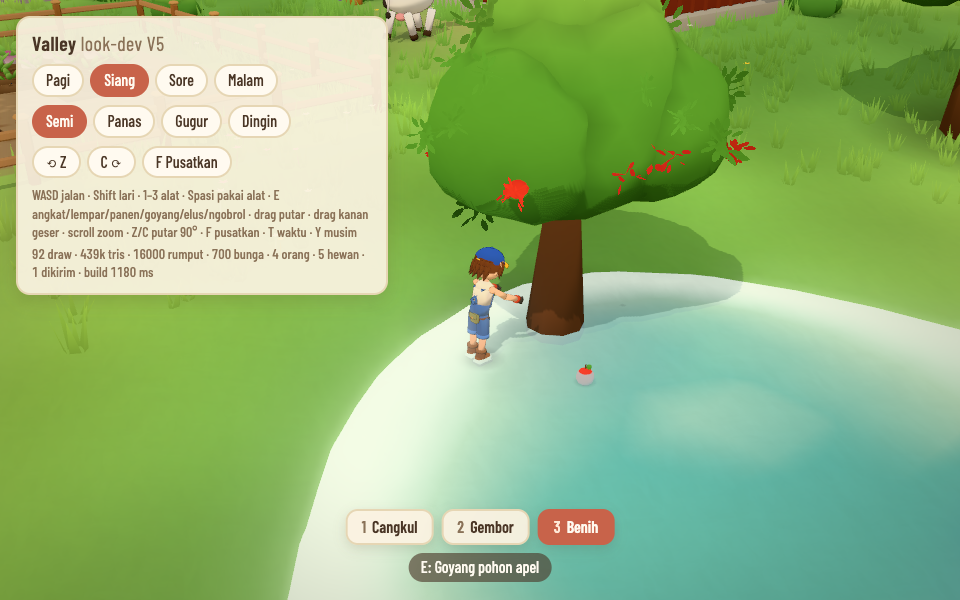 Valley look-dev V5
Pagi Siang Sore Malam
Semi Panas Gugur Dingin
⟲ Z C ⟳ F Pusatkan
WASD jalan · Shift lari · 1–3 alat · Spasi pakai alat · E
angkat/lempar/panen/goyang/elus/ngobrol · drag putar · drag kanan
geser · scroll zoom · Z/C putar 90° · F pusatkan · T waktu · Y musim
92 draw · 439k tris · 16000 rumput · 700 bunga · 4 orang · 5 hewan ·
1 dikirim · build 1180 ms
1 Cangkul 2 Gembor 3 Benih
E: Goyang pohon apel